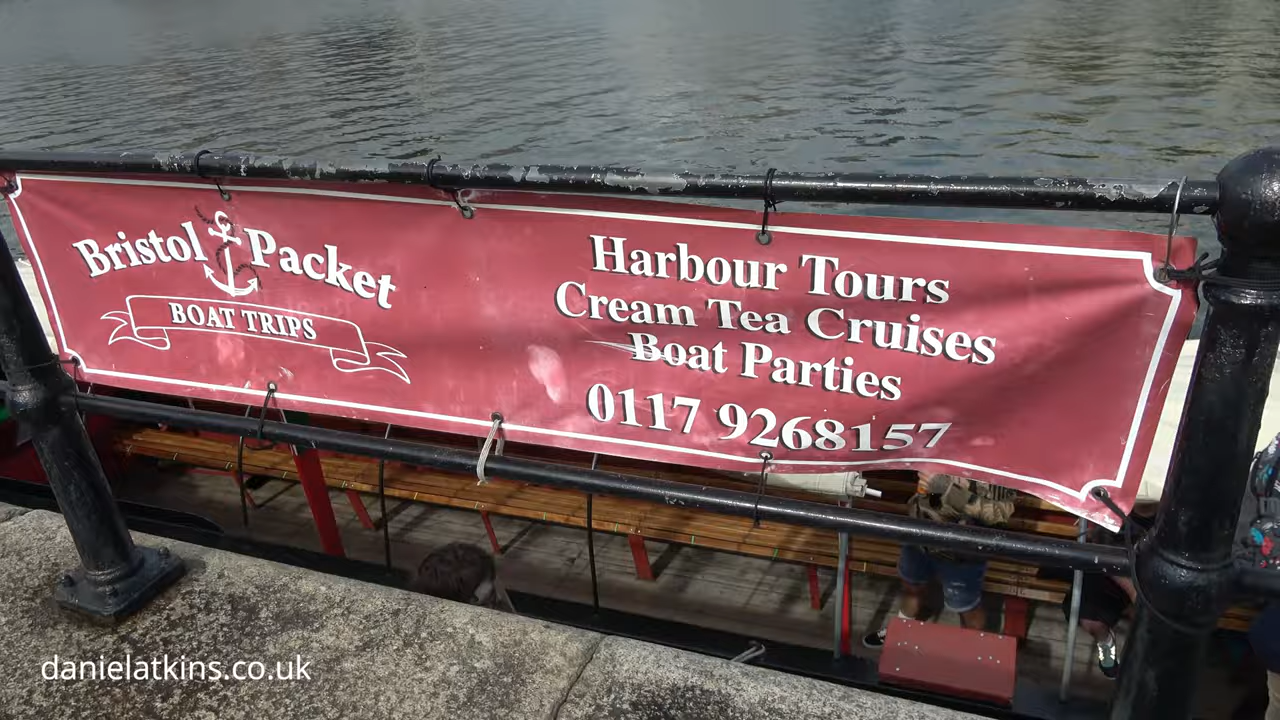 Bristol Packet
BOAT TRIPS
Harbour Tours
Cream Tea Cruises
Boat Parties
0117 9268157
danielatkins.co.uk